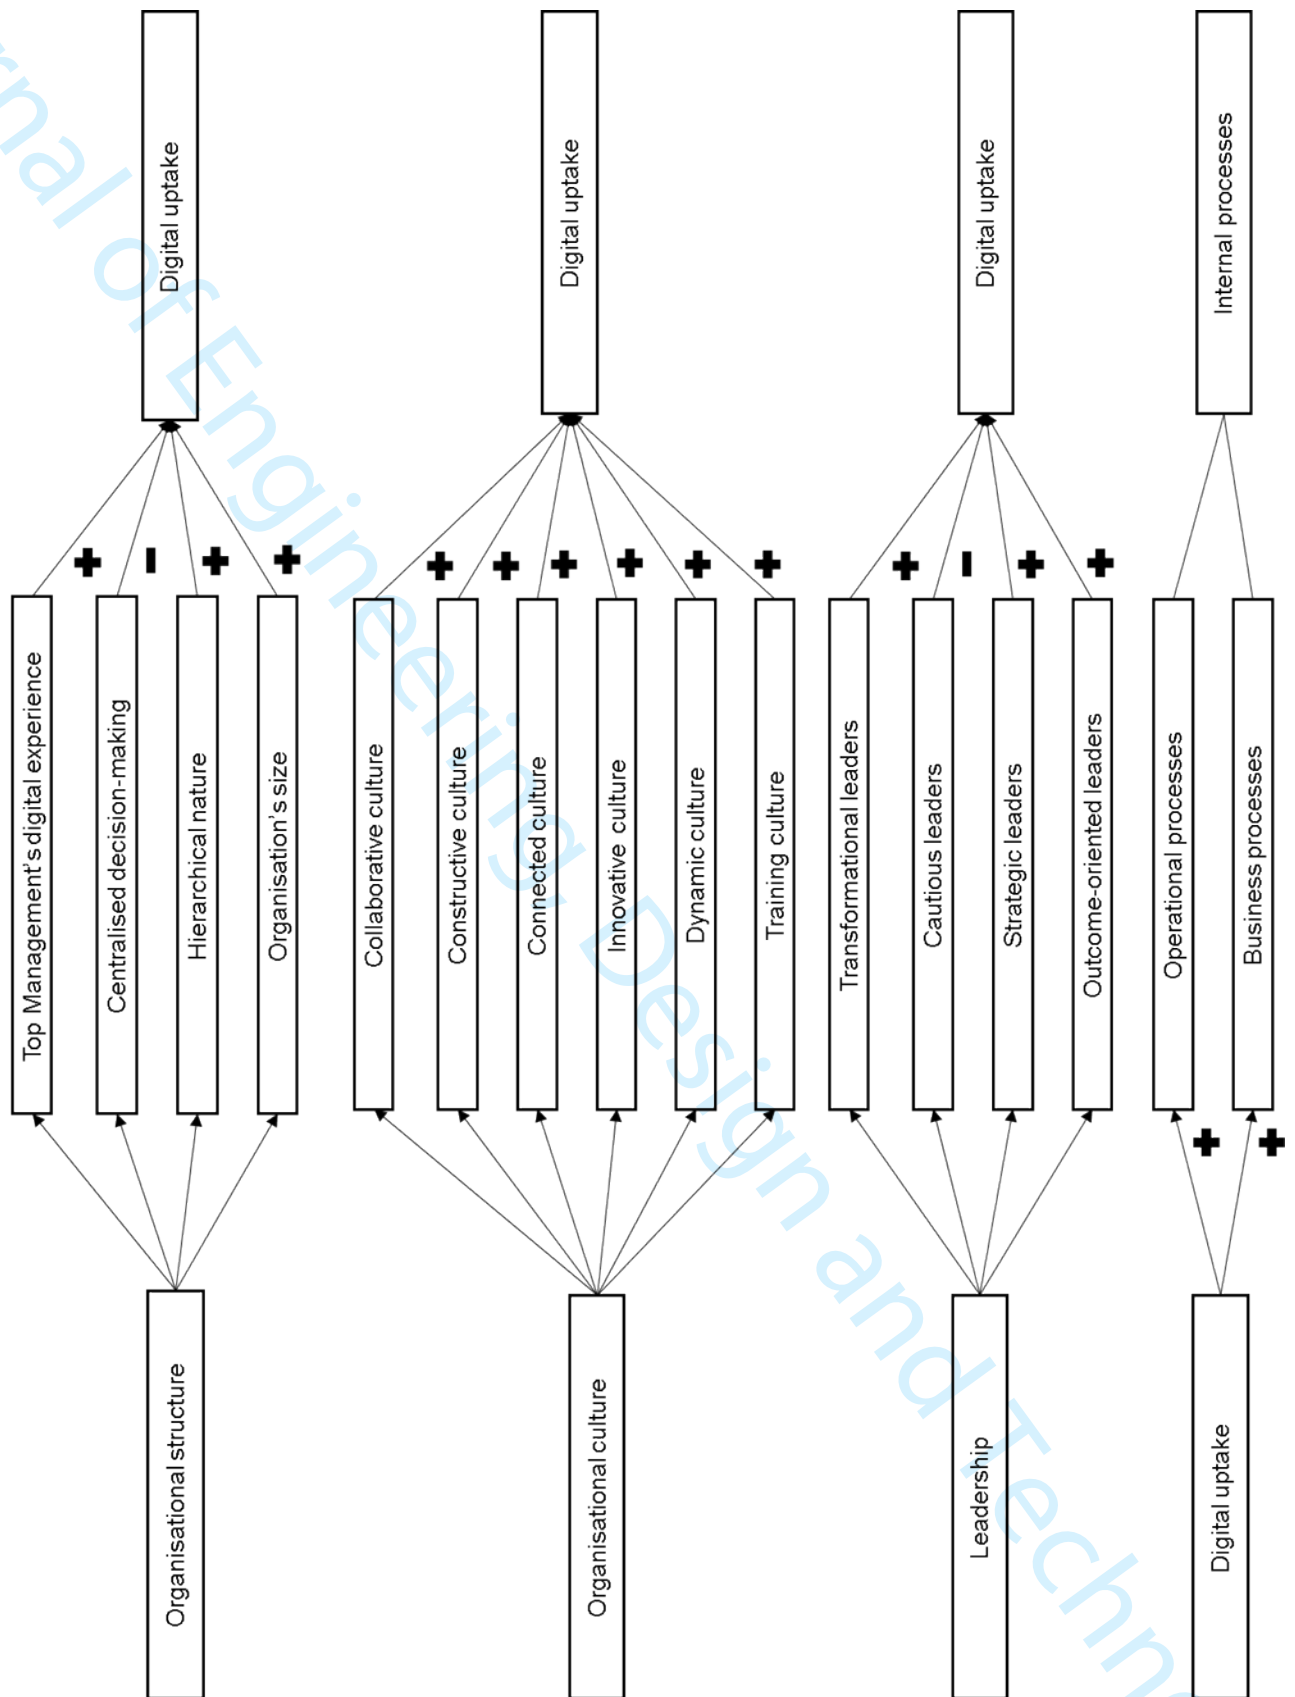 Organisational structure
Top Management's digital experience
Centralised decision-making
Hierarchical nature
Organisation's size
+
-
+
+
Digital uptake
Organisational culture
Collaborative culture
Constructive culture
Connected culture
Innovative culture
Dynamic culture
Training culture
+
+
+
+
+
+
Digital uptake
Leadership
Transformational leaders
Cautious leaders
Strategic leaders
Outcome-oriented leaders
+
-
+
+
Digital uptake
Digital uptake
+
+
Operational processes
Business processes
Internal processes
of Engineering, Design and